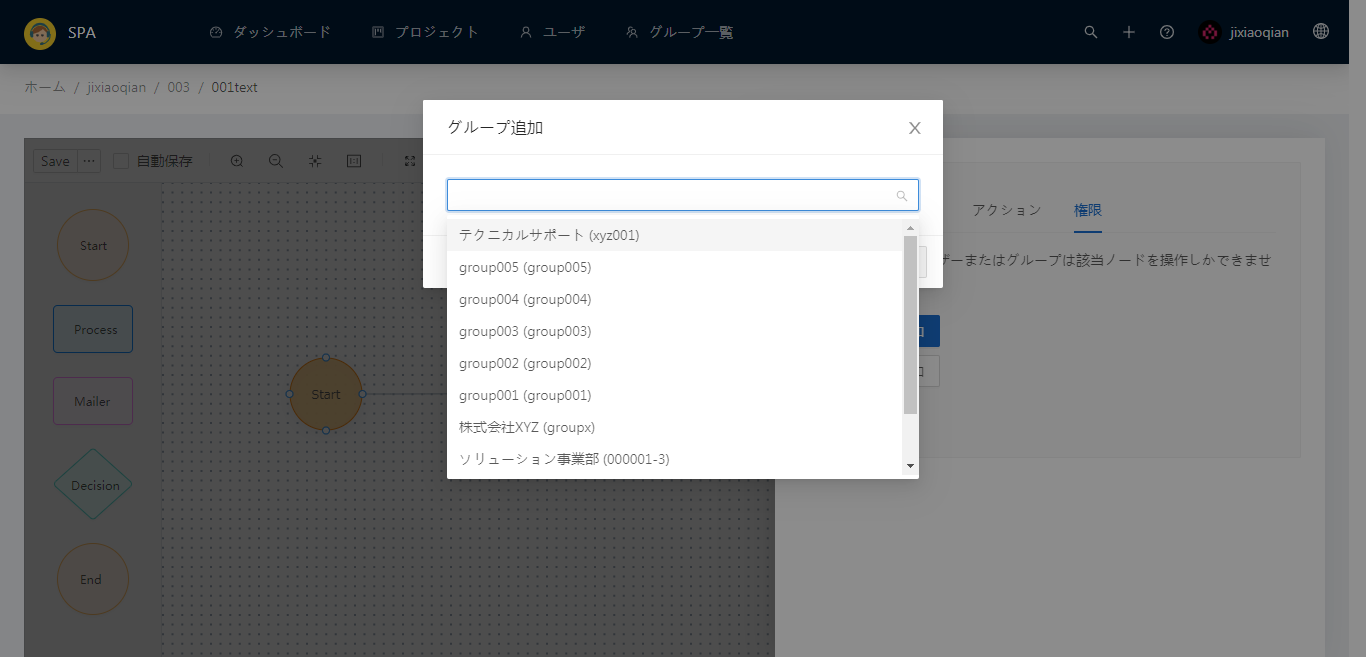 SPA
ダッシュボード
プロジェクト
ユーザ
グループ一覧
jixiaoqian
ホーム / jixiaoqian / 003 / 001text
グループ追加
Save
自動保存
アクション
権限
テクニカルサポート (xyz001)
group005 (group005)
group004 (group004)
group003 (group003)
group002 (group002)
group001 (group001)
株式会社XYZ (groupx)
ソリューション事業部 (000001-3)
ザーまたはグループは該当ノードを操作しかできませ
Start
Process
Mailer
Decision
End
Start